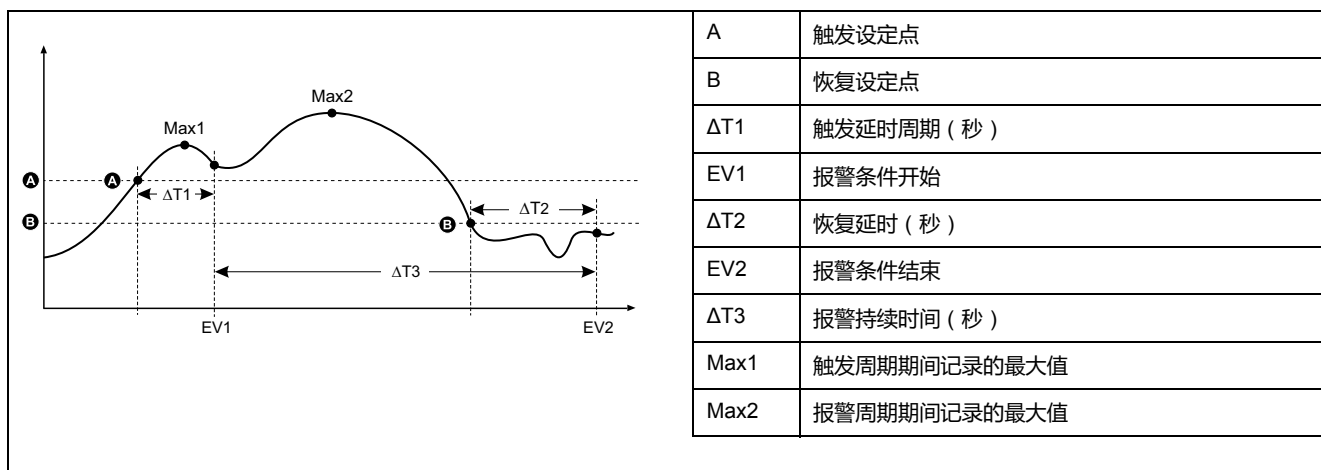 Max2
Max1
A
A
ΔT1
B
B
ΔT2
ΔT3
EV1
EV2
A 触发设定点
B 恢复设定点
ΔT1 触发延时周期 ( 秒 )
EV1 报警条件开始
ΔT2 恢复延时 ( 秒 )
EV2 报警条件结束
ΔT3 报警持续时间 ( 秒 )
Max1 触发周期期间记录的最大值
Max2 报警周期期间记录的最大值